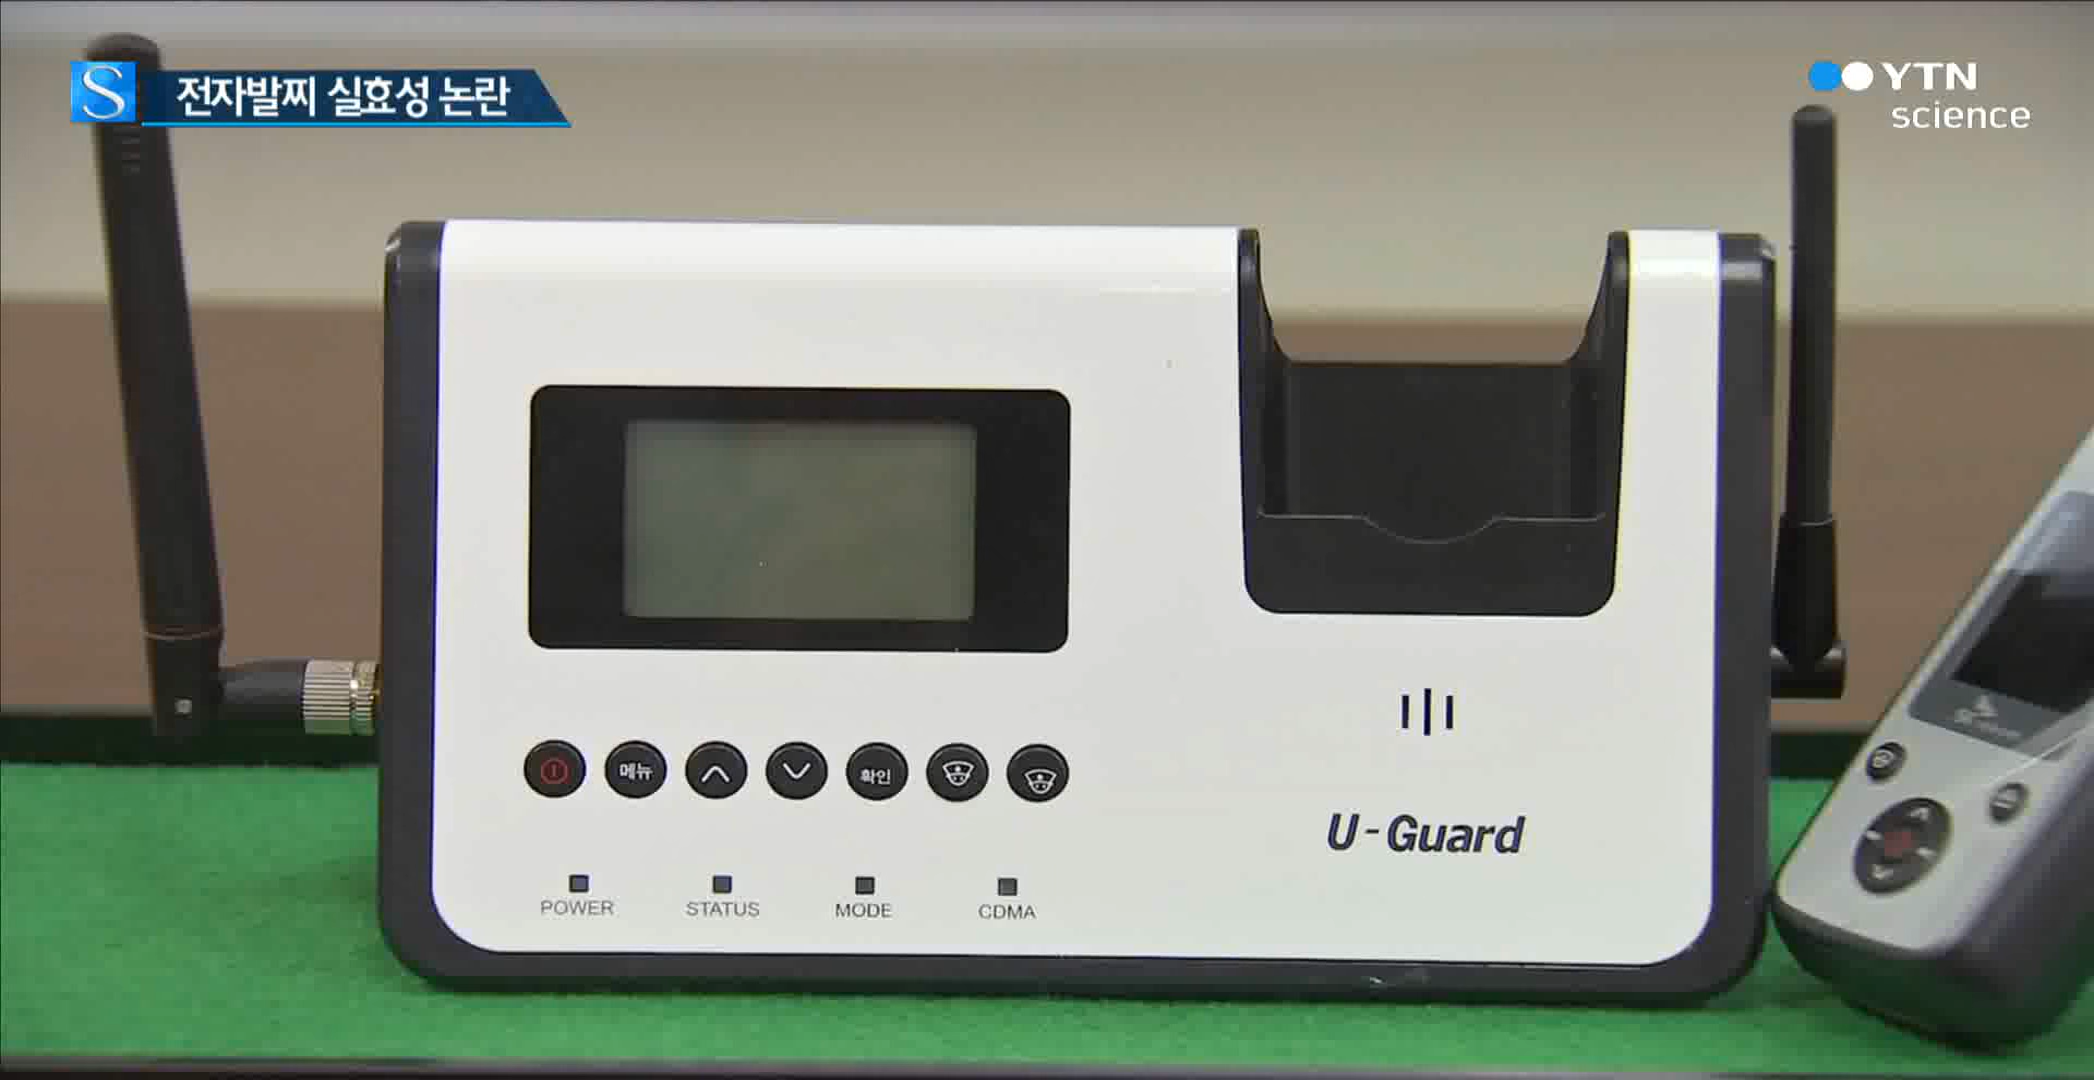 S 전자발찌 실효성 논란
YTN
science
메뉴
확인
U-Guard
POWER STATUS MODE CDMA